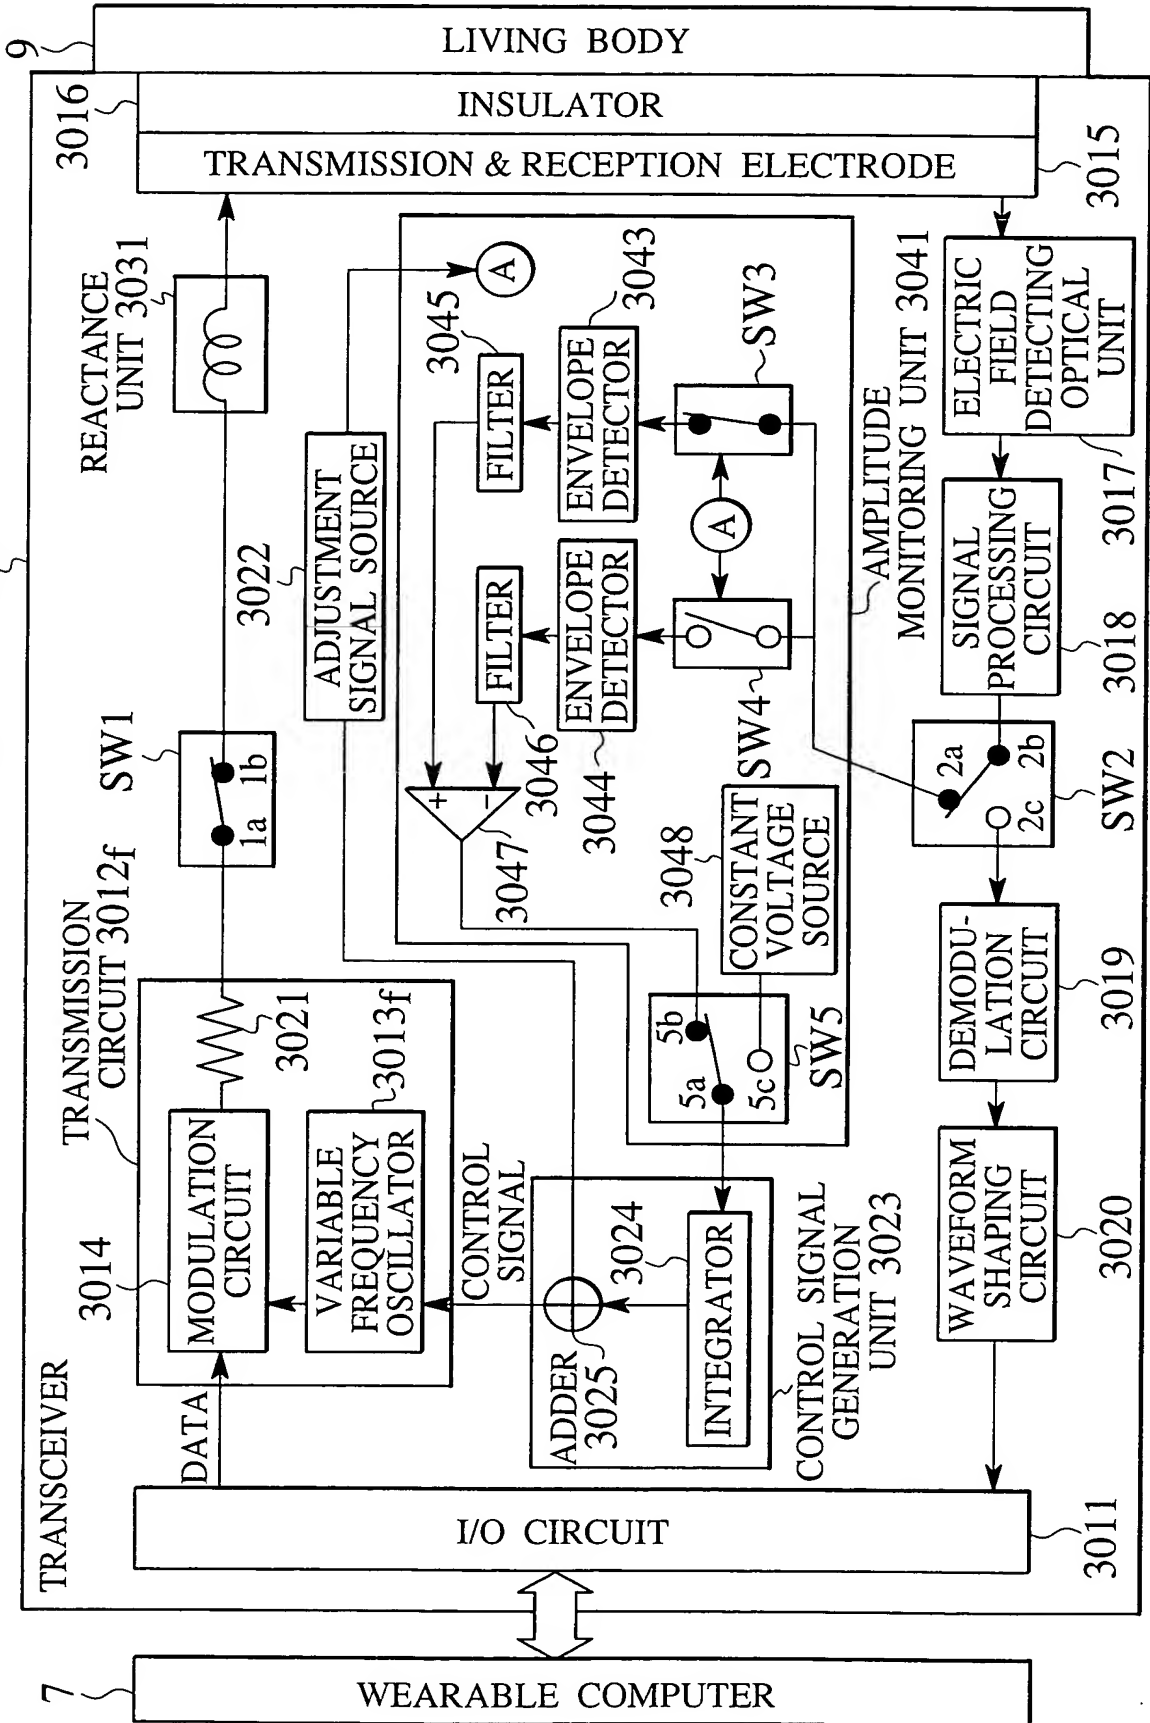 LIVING BODY
9
INSULATOR
3016
TRANSMISSION & RECEPTION ELECTRODE
3015
REACTANCE
UNIT 3031
A
3045
3043
SW3
AMPLITUDE
MONITORING UNIT 3041
ELECTRIC
FIELD
DETECTING
OPTICAL
UNIT
3017
3022
ADJUSTMENT
SIGNAL SOURCE
FILTER
ENVELOPE
DETECTOR
A
FILTER
3046
ENVELOPE
DETECTOR
3044
SW4
SIGNAL
PROCESSING
CIRCUIT
3018
SW1
1a
1b
+
−
3047
3048
CONSTANT
VOLTAGE
SOURCE
2a
2b
2c
SW2
TRANSMISSION
CIRCUIT 3012f
3021
3013f
3014
MODULATION
CIRCUIT
VARIABLE
FREQUENCY
OSCILLATOR
CONTROL
SIGNAL
5a
5b
5c
SW5
DEMODU-
LATION
CIRCUIT
3019
ADDER
3025
3024
INTEGRATOR
CONTROL SIGNAL
GENERATION
UNIT 3023
WAVEFORM
SHAPING
CIRCUIT
3020
TRANSCEIVER
DATA
I/O CIRCUIT
3011
7
WEARABLE COMPUTER